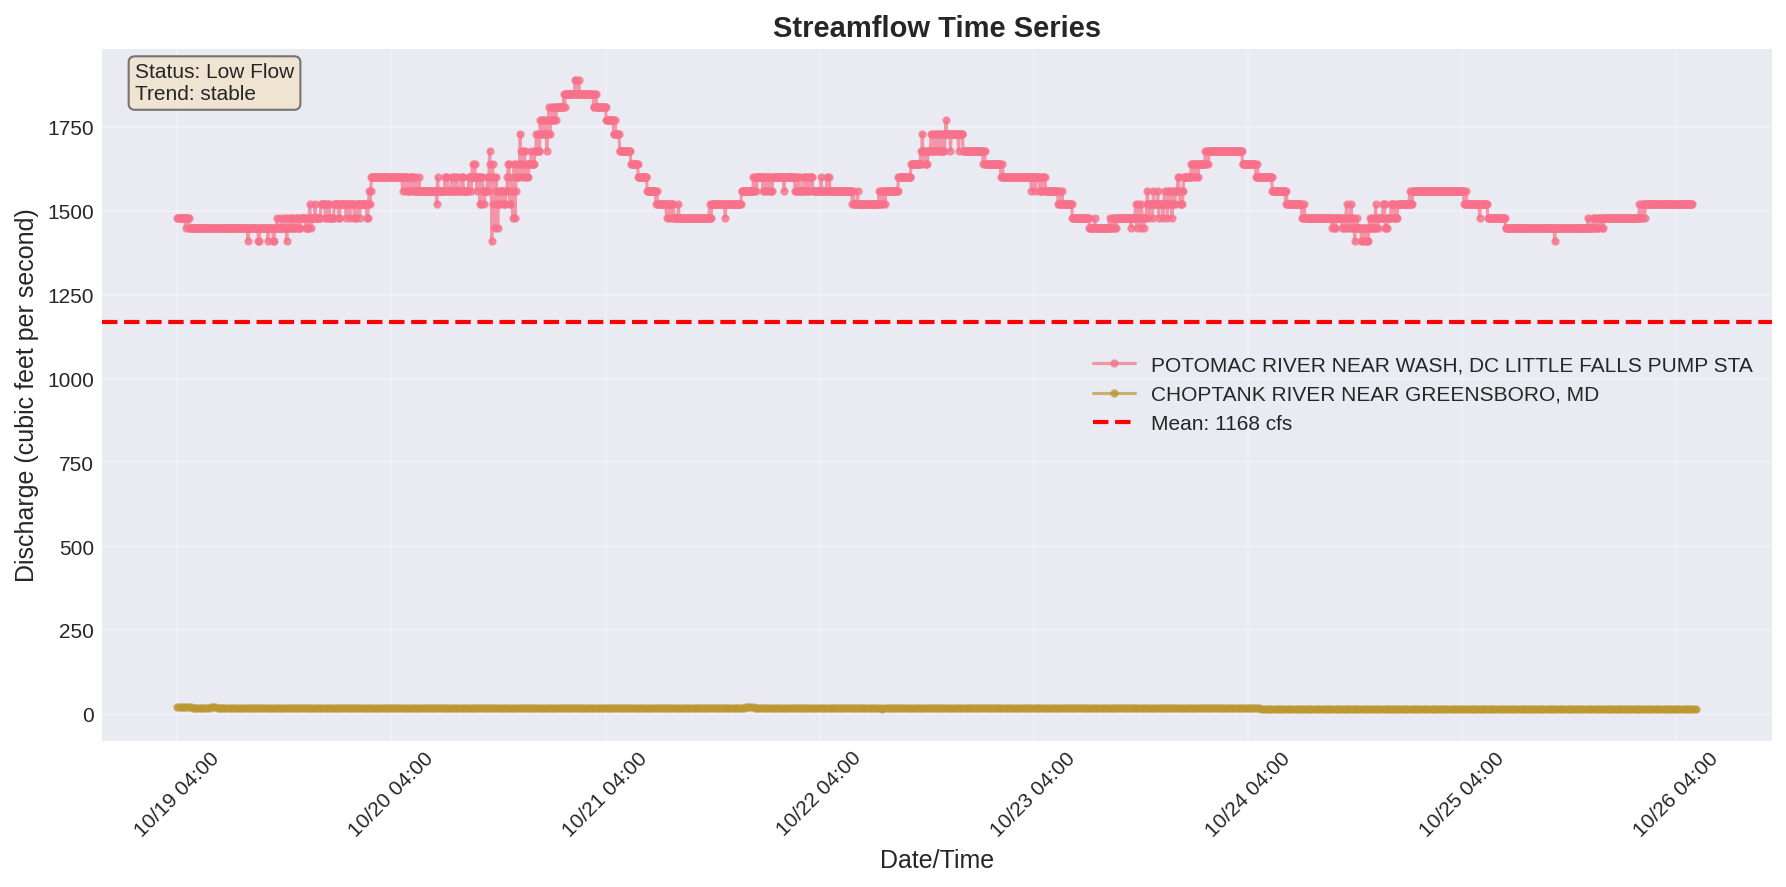 Streamflow Time Series
Status: Low Flow
Trend: stable
Discharge (cubic feet per second)
1750
1500
1250
1000
750
500
250
0
POTOMAC RIVER NEAR WASH, DC LITTLE FALLS PUMP STA
CHOPTANK RIVER NEAR GREENSBORO, MD
Mean: 1168 cfs
10/19 04:00
10/20 04:00
10/21 04:00
10/22 04:00
10/23 04:00
10/24 04:00
10/25 04:00
10/26 04:00
Date/Time